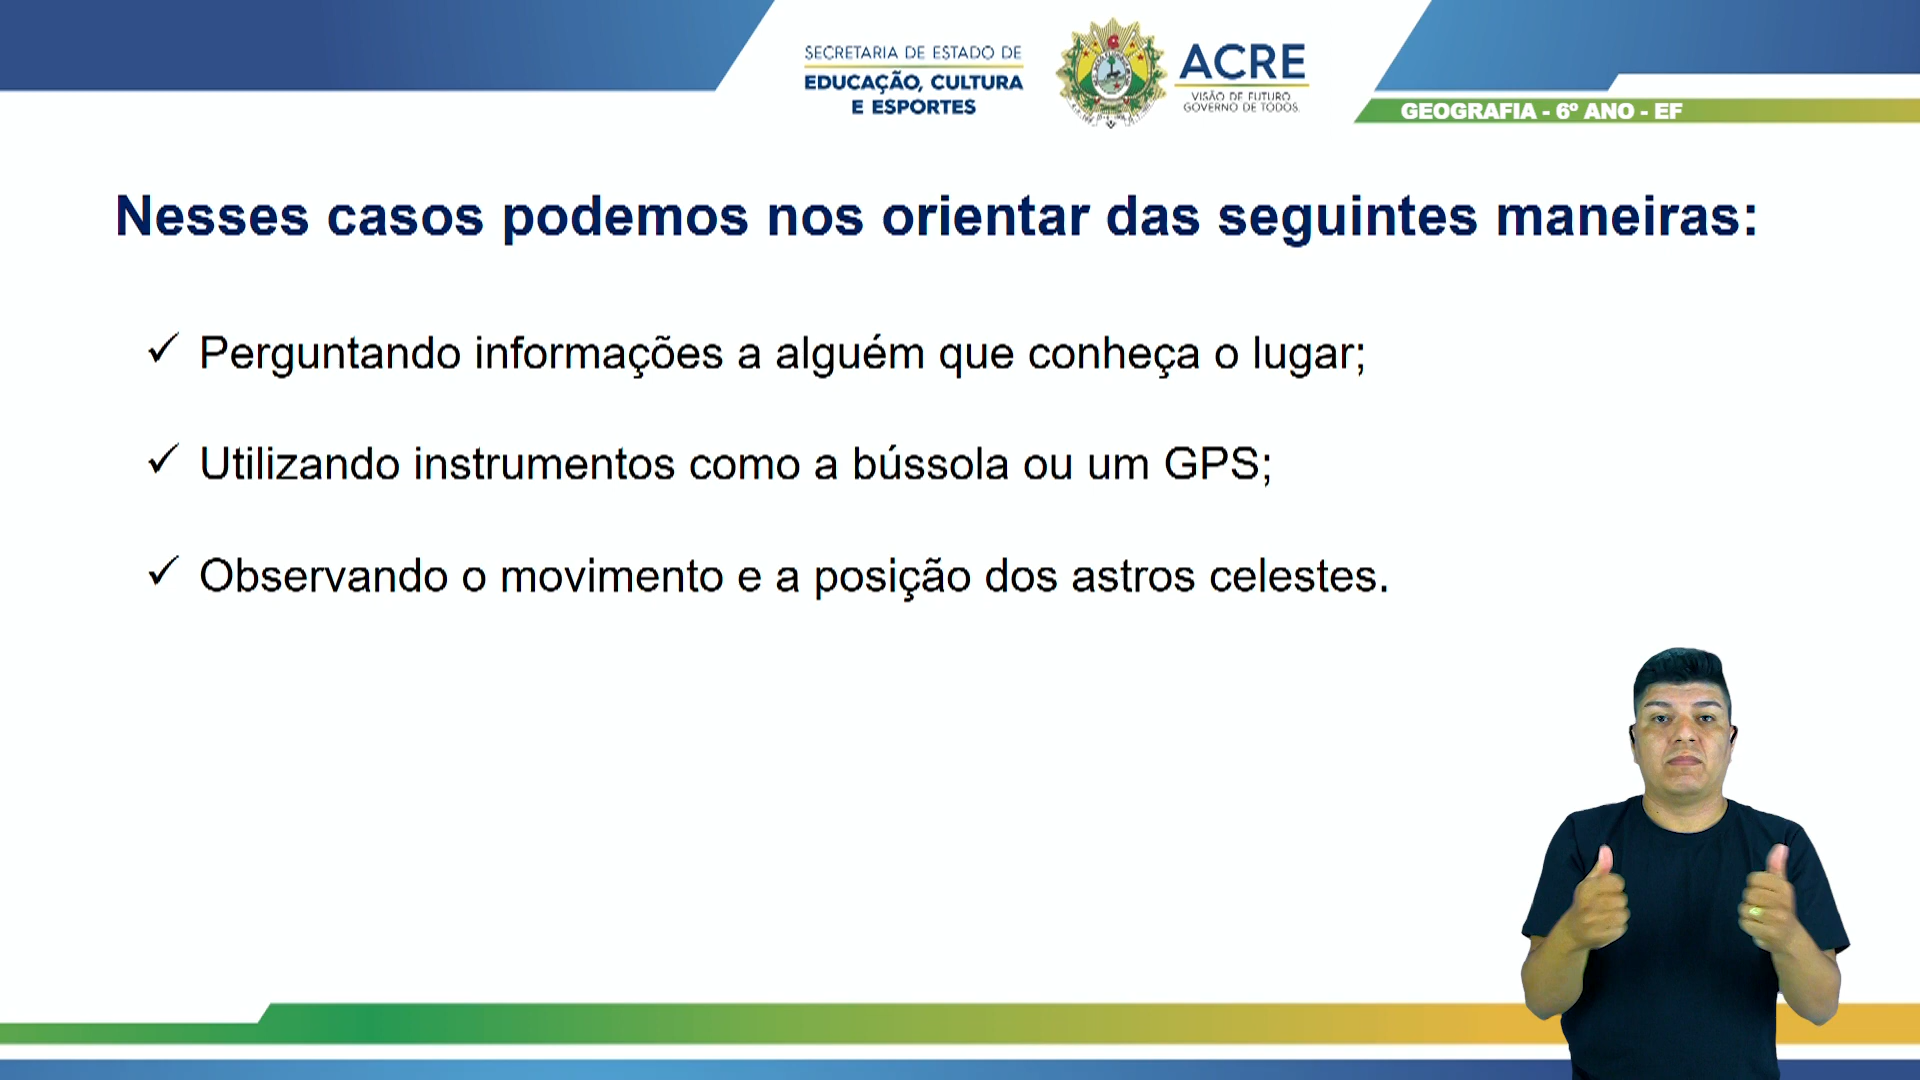 SECRETARIA DE ESTADO DE
EDUCAÇÃO, CULTURA
E ESPORTES
ACRE
VISÃO DE FUTURO
GOVERNO DE TODOS.
GEOGRAFIA - 6º ANO - EF
Nesses casos podemos nos orientar das seguintes maneiras:
✓ Perguntando informações a alguém que conheça o lugar;
✓ Utilizando instrumentos como a bússola ou um GPS;
✓ Observando o movimento e a posição dos astros celestes.